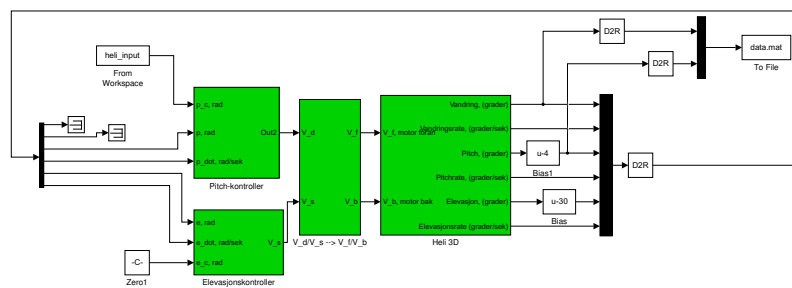 D2R
heli_input
data.mat
From
Workspace
To File
D2R
p_c, rad
Vandring, (grader)
p, rad
Out2
V_d
V_f
V_f, motor foran
Vandringsrate, (grader/sek)
p_dot, rad/sek
Pitch, (grader)
u-4
D2R
Pitch-kontroller
Bias1
Pitchrate, (grader/sek)
e, rad
V_s
V_b
V_b, motor bak
Elevasjon, (grader)
u-30
e_dot, rad/sek
V_s
Elevasjonsrate (grader/sek)
Bias
-C-
e_c, rad
V_d/V_s --> V_f/V_b
Heli 3D
Zero1
Elevasjonskontroller